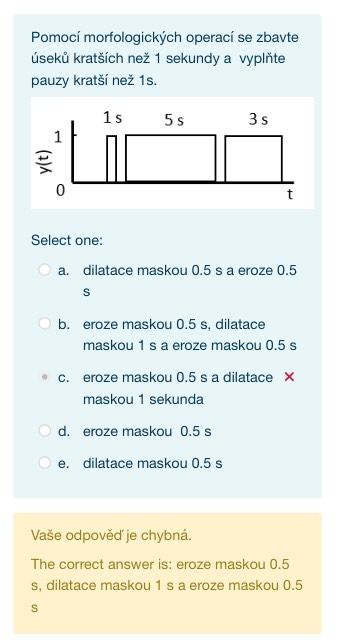 Pomocí morfologických operací se zbavte
úseků kratších než 1 sekundy a vyplňte
pauzy kratší než 1s.
1 s 5 s 3 s
1
y(t)
0
t
Select one:
a. dilatace maskou 0.5 s a eroze 0.5
s
b. eroze maskou 0.5 s, dilatace
maskou 1 s a eroze maskou 0.5 s
c. eroze maskou 0.5 s a dilatace
maskou 1 sekunda
d. eroze maskou 0.5 s
e. dilatace maskou 0.5 s
Vaše odpověď je chybná.
The correct answer is: eroze maskou 0.5
s, dilatace maskou 1 s a eroze maskou 0.5
s